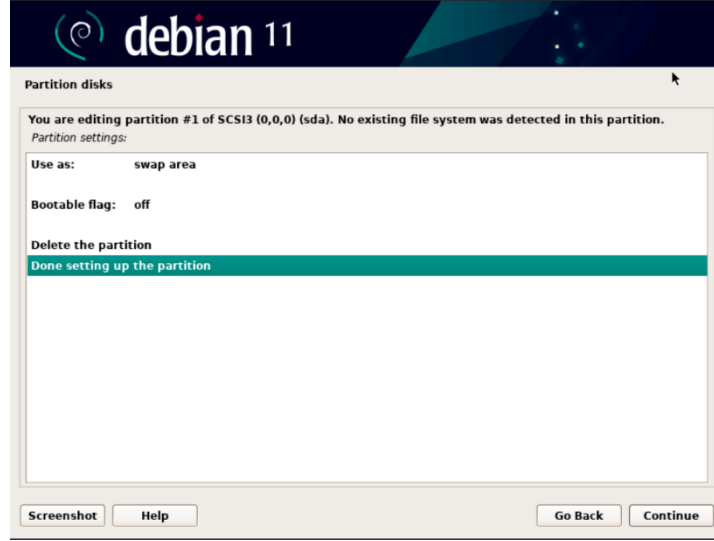 debian 11
Partition disks
You are editing partition #1 of SCSI3 (0,0,0) (sda). No existing file system was detected in this partition.
Partition settings:
Use as: swap area
Bootable flag: off
Delete the partition
Done setting up the partition
Screenshot Help Go Back Continue